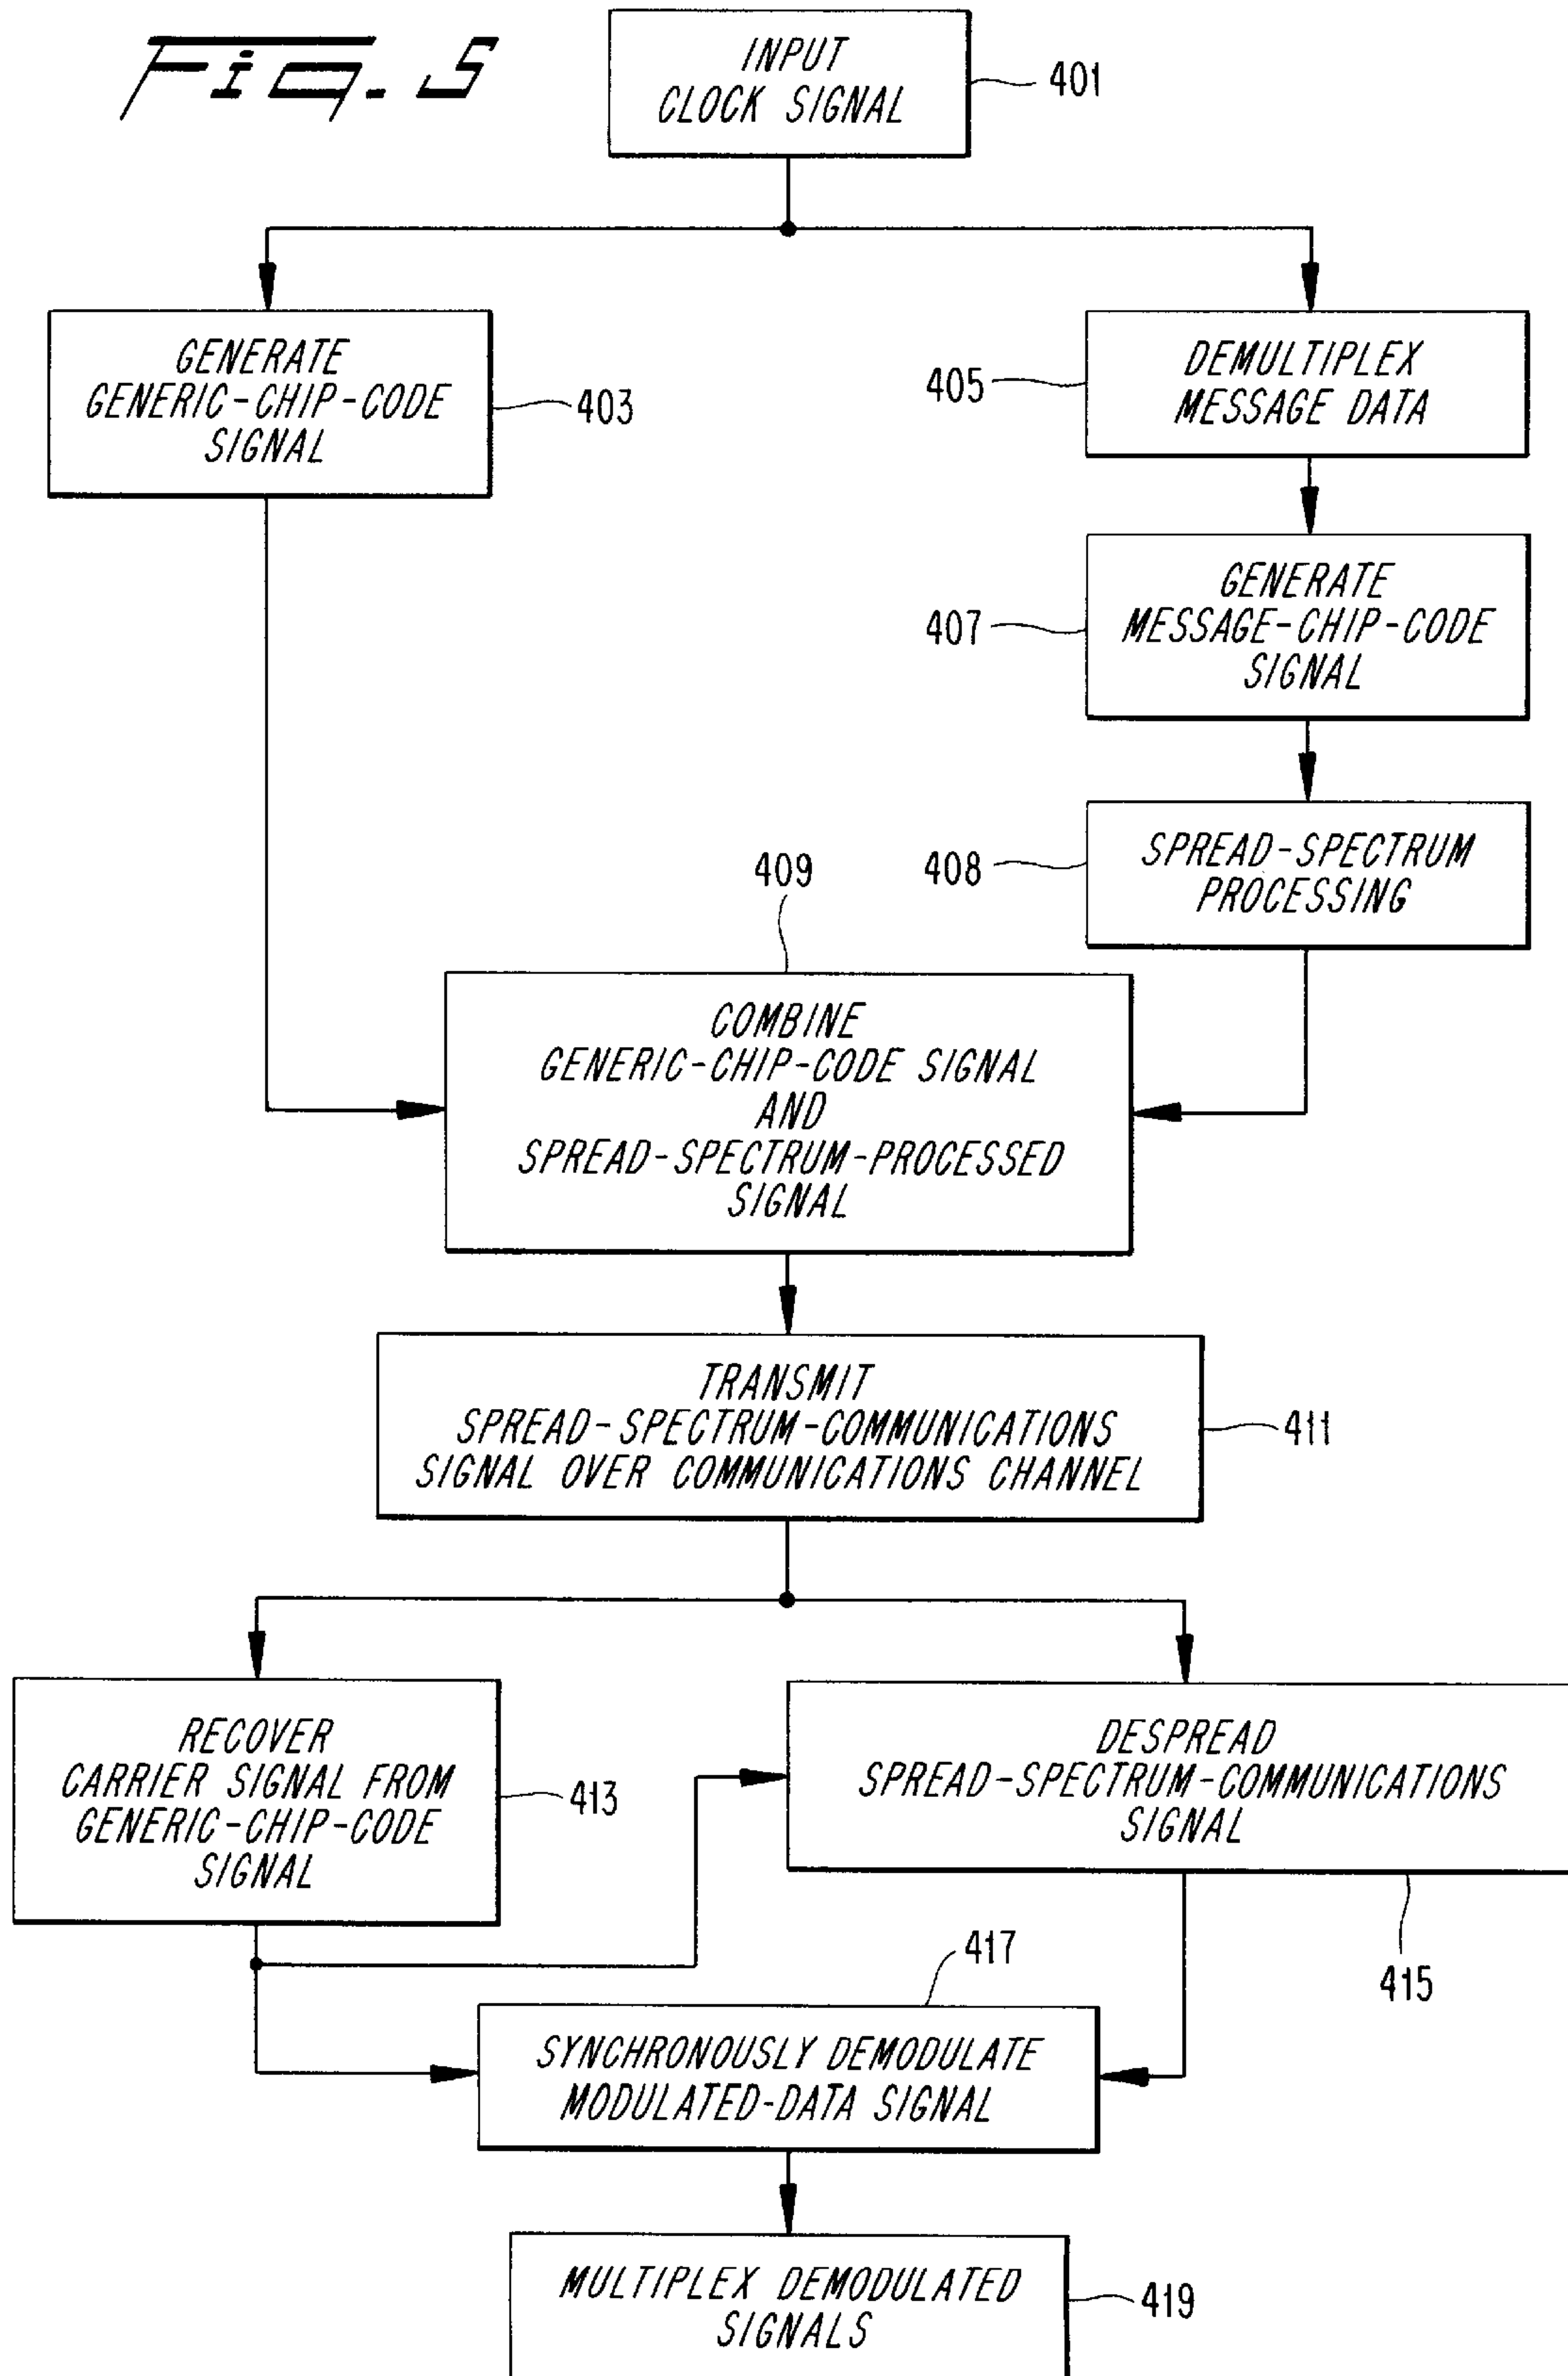 Fig. 5
INPUT
CLOCK SIGNAL
401
GENERATE
GENERIC-CHIP-CODE
SIGNAL
403
405
DEMULTIPLEX
MESSAGE DATA
407
GENERATE
MESSAGE-CHIP-CODE
SIGNAL
408
SPREAD-SPECTRUM
PROCESSING
409
COMBINE
GENERIC-CHIP-CODE SIGNAL
AND
SPREAD-SPECTRUM-PROCESSED
SIGNAL
TRANSMIT
SPREAD-SPECTRUM-COMMUNICATIONS
SIGNAL OVER COMMUNICATIONS CHANNEL
411
RECOVER
CARRIER SIGNAL FROM
GENERIC-CHIP-CODE
SIGNAL
413
DESPREAD
SPREAD-SPECTRUM-COMMUNICATIONS
SIGNAL
415
417
SYNCHRONOUSLY DEMODULATE
MODULATED-DATA SIGNAL
MULTIPLEX DEMODULATED
SIGNALS
419